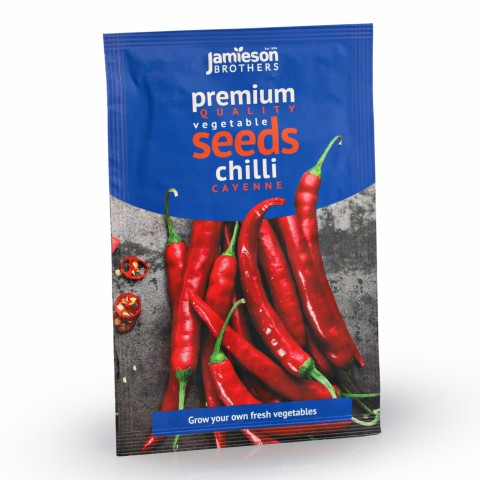 Jamieson
BROTHERS
premium
QUALITY
vegetable
seeds
chilli
CAYENNE
Grow your own fresh vegetables